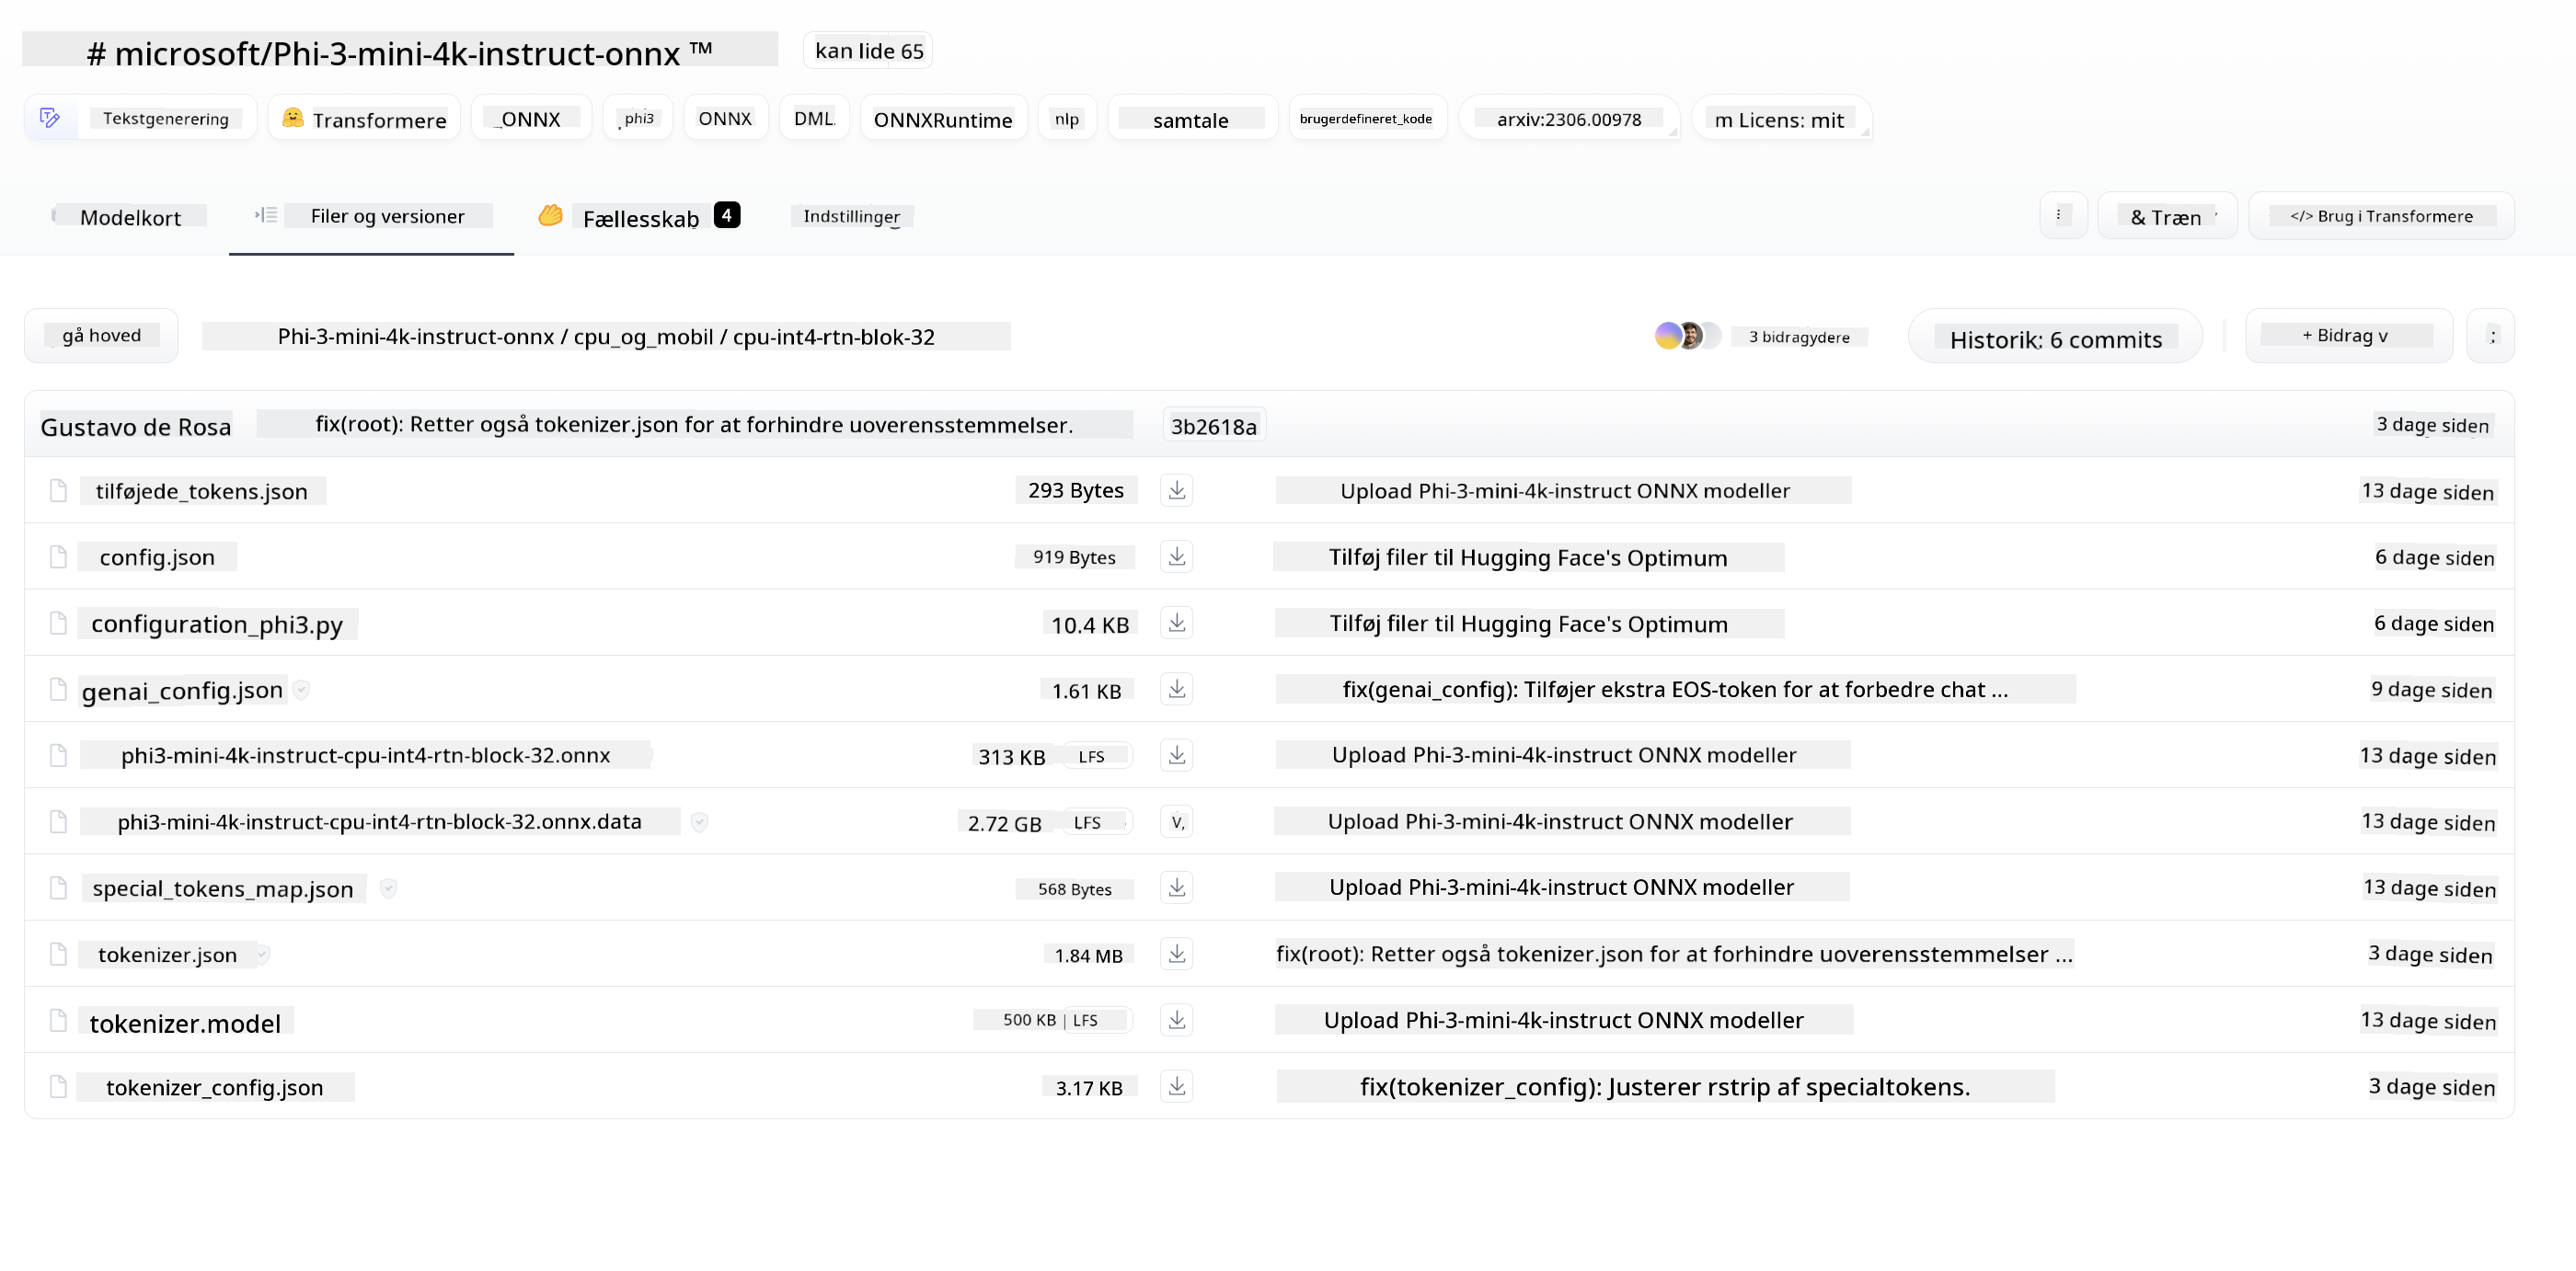 # microsoft/Phi-3-mini-4k-instruct-onnx ™ kan lide 65
Tekstgenerering Transformere _ONNX phi3 ONNX DML ONNXRuntime nlp samtale brugerdefineret_kode arxiv:2306.00978 m Licens: mit
Modelkort Filer og versioner Fællesskab 4 Indstillinger & Træn </> Brug i Transformere
gå hoved Phi-3-mini-4k-instruct-onnx / cpu_og_mobil / cpu-int4-rtn-blok-32 3 bidragydere Historik: 6 commits + Bidrag v ;
Gustavo de Rosa fix(root): Retter også tokenizer.json for at forhindre uoverensstemmelser. 3b2618a 3 dage siden
tilføjede_tokens.json 293 Bytes Upload Phi-3-mini-4k-instruct ONNX modeller 13 dage siden
config.json 919 Bytes Tilføj filer til Hugging Face's Optimum 6 dage siden
configuration_phi3.py 10.4 KB Tilføj filer til Hugging Face's Optimum 6 dage siden
genai_config.json 1.61 KB fix(genai_config): Tilføjer ekstra EOS-token for at forbedre chat ... 9 dage siden
phi3-mini-4k-instruct-cpu-int4-rtn-block-32.onnx 313 KB LFS Upload Phi-3-mini-4k-instruct ONNX modeller 13 dage siden
phi3-mini-4k-instruct-cpu-int4-rtn-block-32.onnx.data 2.72 GB LFS V, Upload Phi-3-mini-4k-instruct ONNX modeller 13 dage siden
special_tokens_map.json 568 Bytes Upload Phi-3-mini-4k-instruct ONNX modeller 13 dage siden
tokenizer.json 1.84 MB fix(root): Retter også tokenizer.json for at forhindre uoverensstemmelser ... 3 dage siden
tokenizer.model 500 KB | LFS Upload Phi-3-mini-4k-instruct ONNX modeller 13 dage siden
tokenizer_config.json 3.17 KB fix(tokenizer_config): Justerer rstrip af specialtokens. 3 dage siden